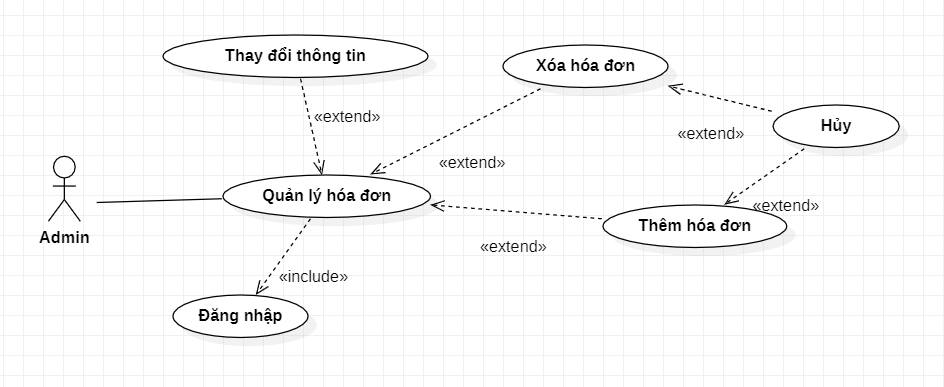 Thay đổi thông tin
Xóa hóa đơn
«extend»
Hủy
«extend»
«extend»
Quản lý hóa đơn
«extend»
Thêm hóa đơn
Admin
«extend»
«include»
Đăng nhập